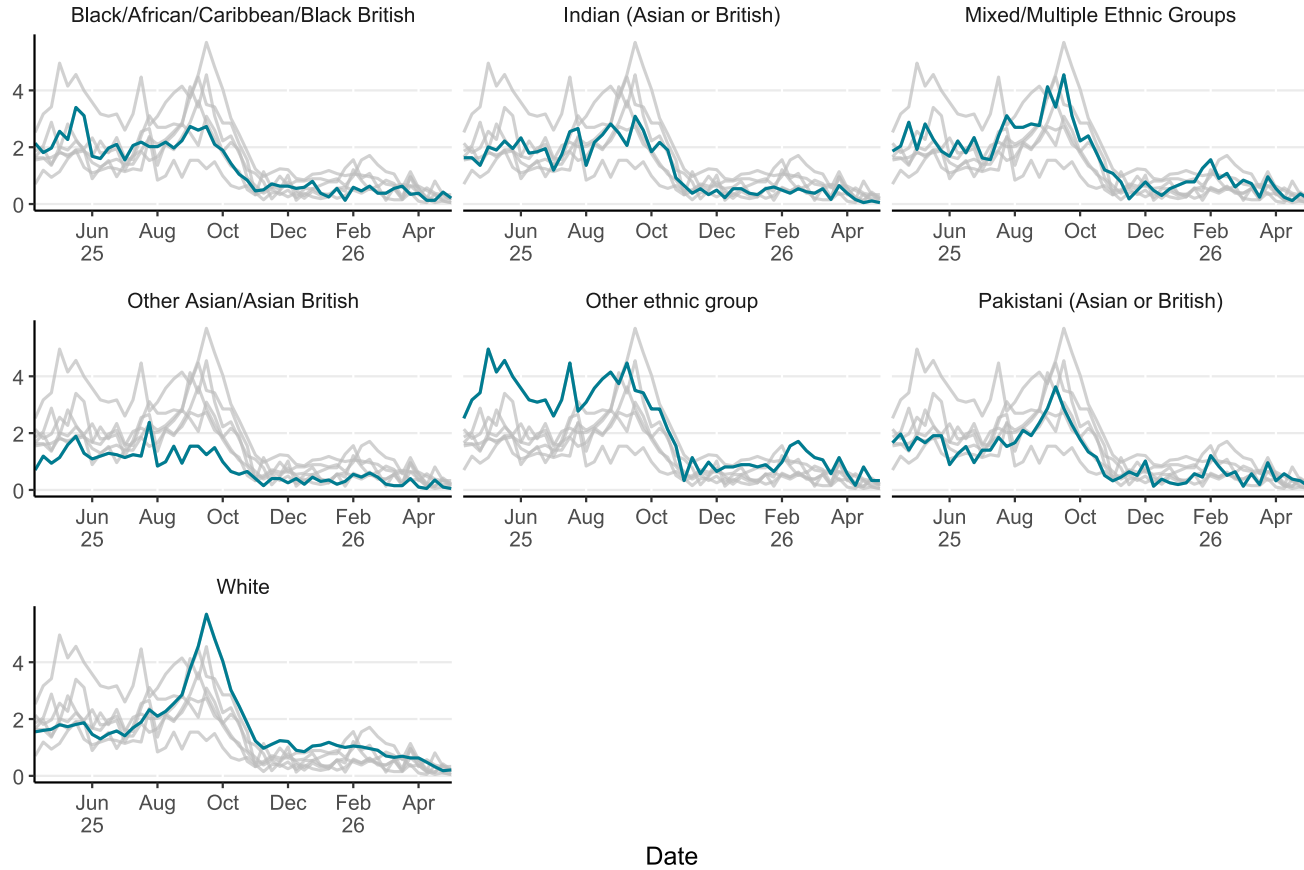 Black/African/Caribbean/Black British
Indian (Asian or British)
Mixed/Multiple Ethnic Groups
4
2
0
Jun Aug Oct Dec Feb Apr
25 26
Jun Aug Oct Dec Feb Apr
25 26
Jun Aug Oct Dec Feb Apr
25 26
Other Asian/Asian British
Other ethnic group
Pakistani (Asian or British)
4
2
0
Jun Aug Oct Dec Feb Apr
25 26
Jun Aug Oct Dec Feb Apr
25 26
Jun Aug Oct Dec Feb Apr
25 26
White
4
2
0
Jun Aug Oct Dec Feb Apr
25 26
Date